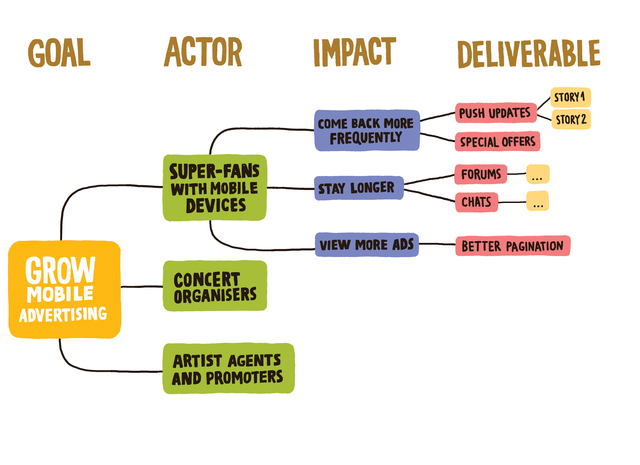 GOAL
ACTOR
IMPACT
DELIVERABLE
GROW
MOBILE
ADVERTISING
SUPER-FANS
WITH MOBILE
DEVICES
CONCERT
ORGANISERS
ARTIST AGENTS
AND PROMOTERS
COME BACK MORE
FREQUENTLY
STAY LONGER
VIEW MORE ADS
PUSH UPDATES
STORY 1
STORY 2
SPECIAL OFFERS
FORUMS
...
CHATS
...
BETTER PAGINATION